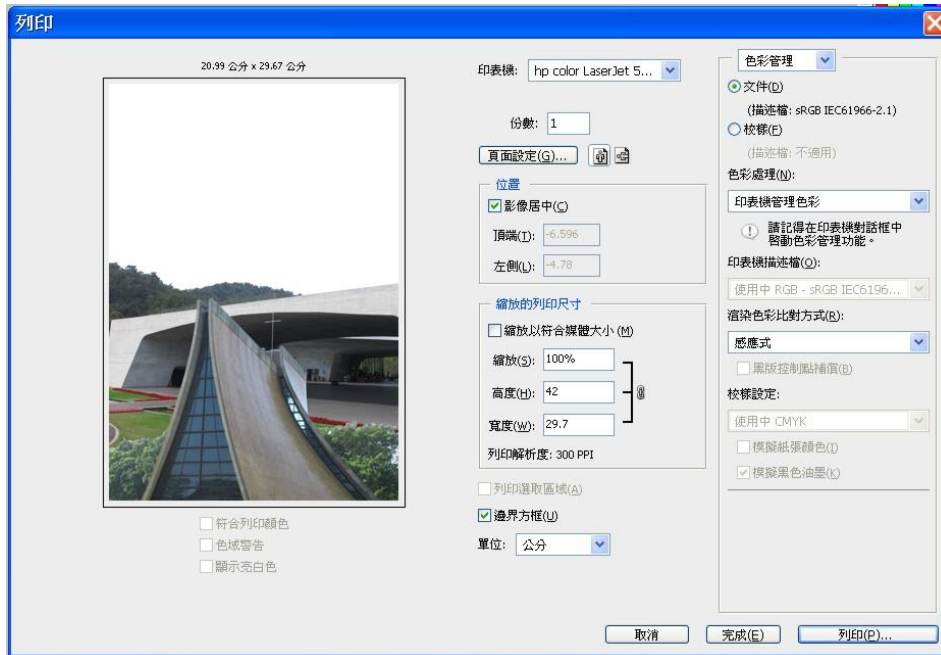 列印
20.99 公分 x 29.67 公分
符合列印顏色
色域警告
顯示亮白色
印表機: hp color LaserJet 5...
份數: 1
頁面設定(G)...
位置
影像居中(C)
頂端(T): -6.596
左側(L): -4.78
縮放的列印尺寸
縮放以符合媒體大小(M)
縮放(S): 100%
高度(H): 42
寬度(W): 29.7
列印解析度: 300 PPI
列印選取區域(A)
邊界方框(U)
單位: 公分
色彩管理
文件(D)
(描述檔: sRGB IEC61966-2.1)
校樣(F)
(描述檔: 不適用)
色彩處理(N):
印表機管理色彩
請記得在印表機對話框中
啟動色彩管理功能。
印表機描述檔(O):
使用中 RGB - sRGB IEC6196...
渲染色彩比對方式(R):
感應式
黑版控制點補償(B)
校樣設定:
使用中 CMYK
模擬紙張顏色(I)
模擬黑色油墨(K)
取消
完成(E)
列印(P)...